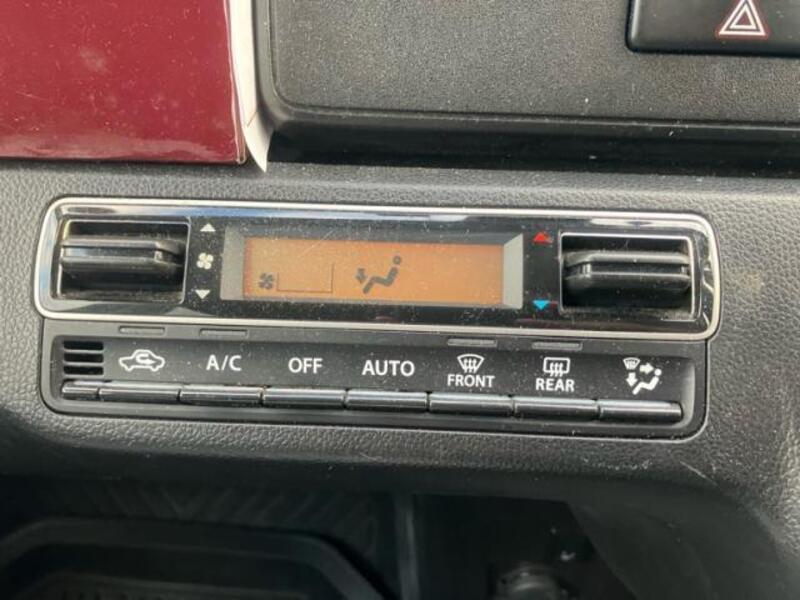 A/C OFF AUTO FRONT REAR